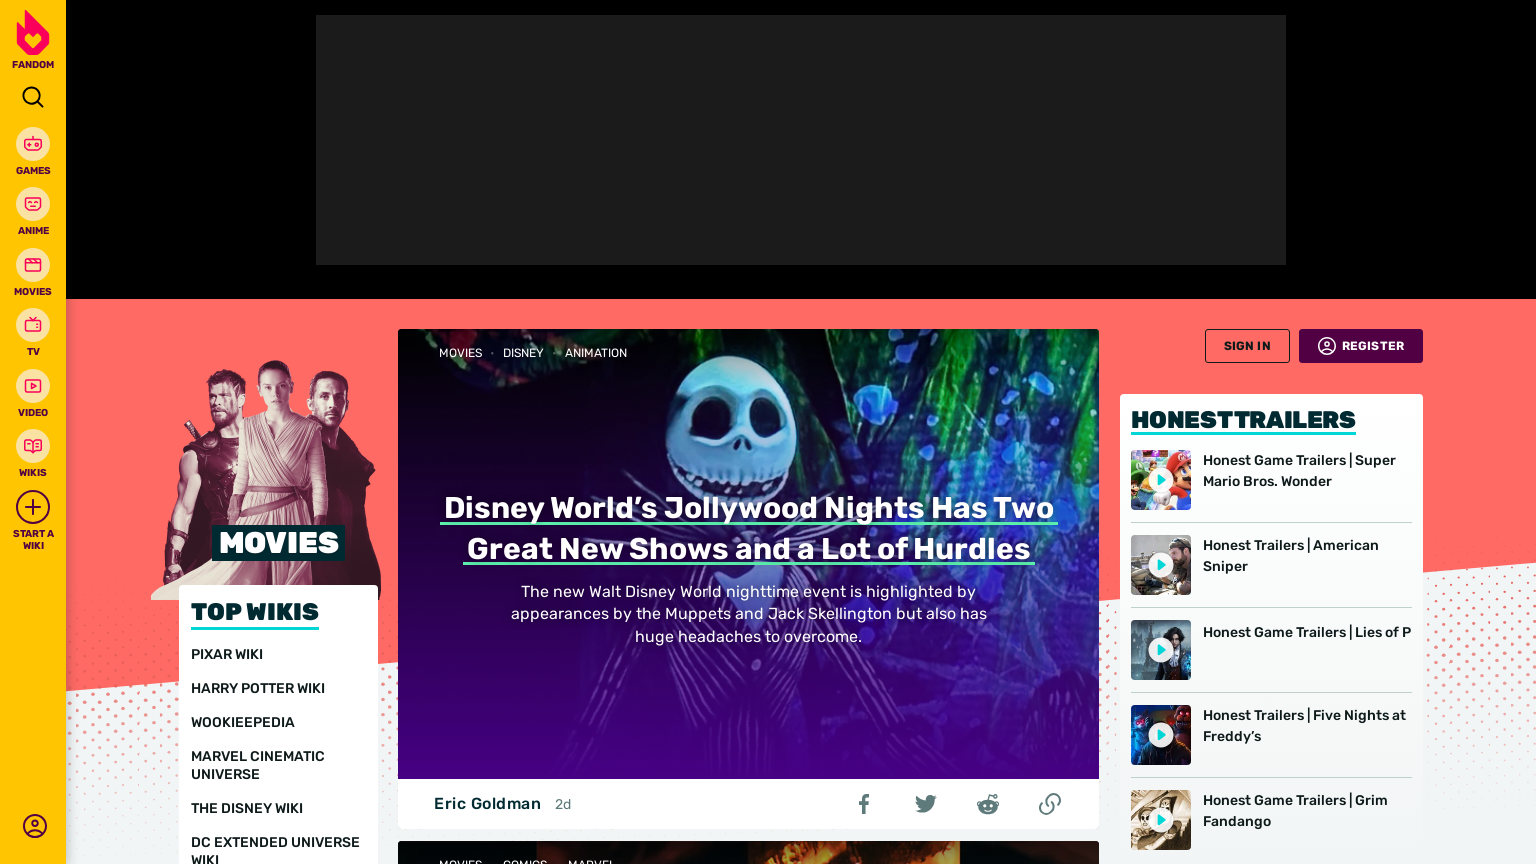 FANDOM
GAMES
ANIME
MOVIES
TV
VIDEO
WIKIS
START A
WIKI
MOVIES
TOP WIKIS
PIXAR WIKI
HARRY POTTER WIKI
WOOKIEEPEDIA
MARVEL CINEMATIC
UNIVERSE
THE DISNEY WIKI
DC EXTENDED UNIVERSE
WIKI
MOVIES • DISNEY • ANIMATION
Disney World’s Jollywood Nights Has Two
Great New Shows and a Lot of Hurdles
The new Walt Disney World nighttime event is highlighted by
appearances by the Muppets and Jack Skellington but also has
huge headaches to overcome.
Eric Goldman 2d
MOVIES COMICS MARVEL
SIGN IN REGISTER
HONESTTRAILERS
Honest Game Trailers | Super
Mario Bros. Wonder
Honest Trailers | American
Sniper
Honest Game Trailers | Lies of P
Honest Trailers | Five Nights at
Freddy’s
Honest Game Trailers | Grim
Fandango